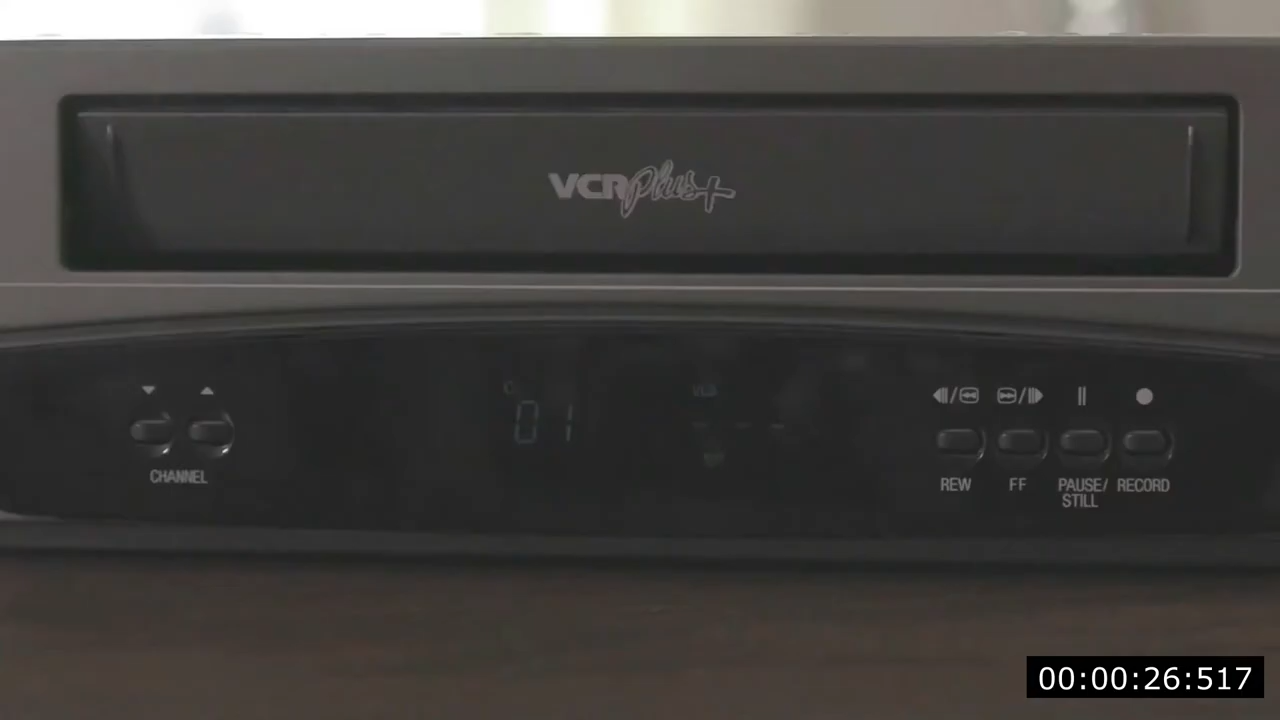 VCR Plus+
01
CHANNEL
REW
FF
PAUSE/
STILL
RECORD
00:00:26:517